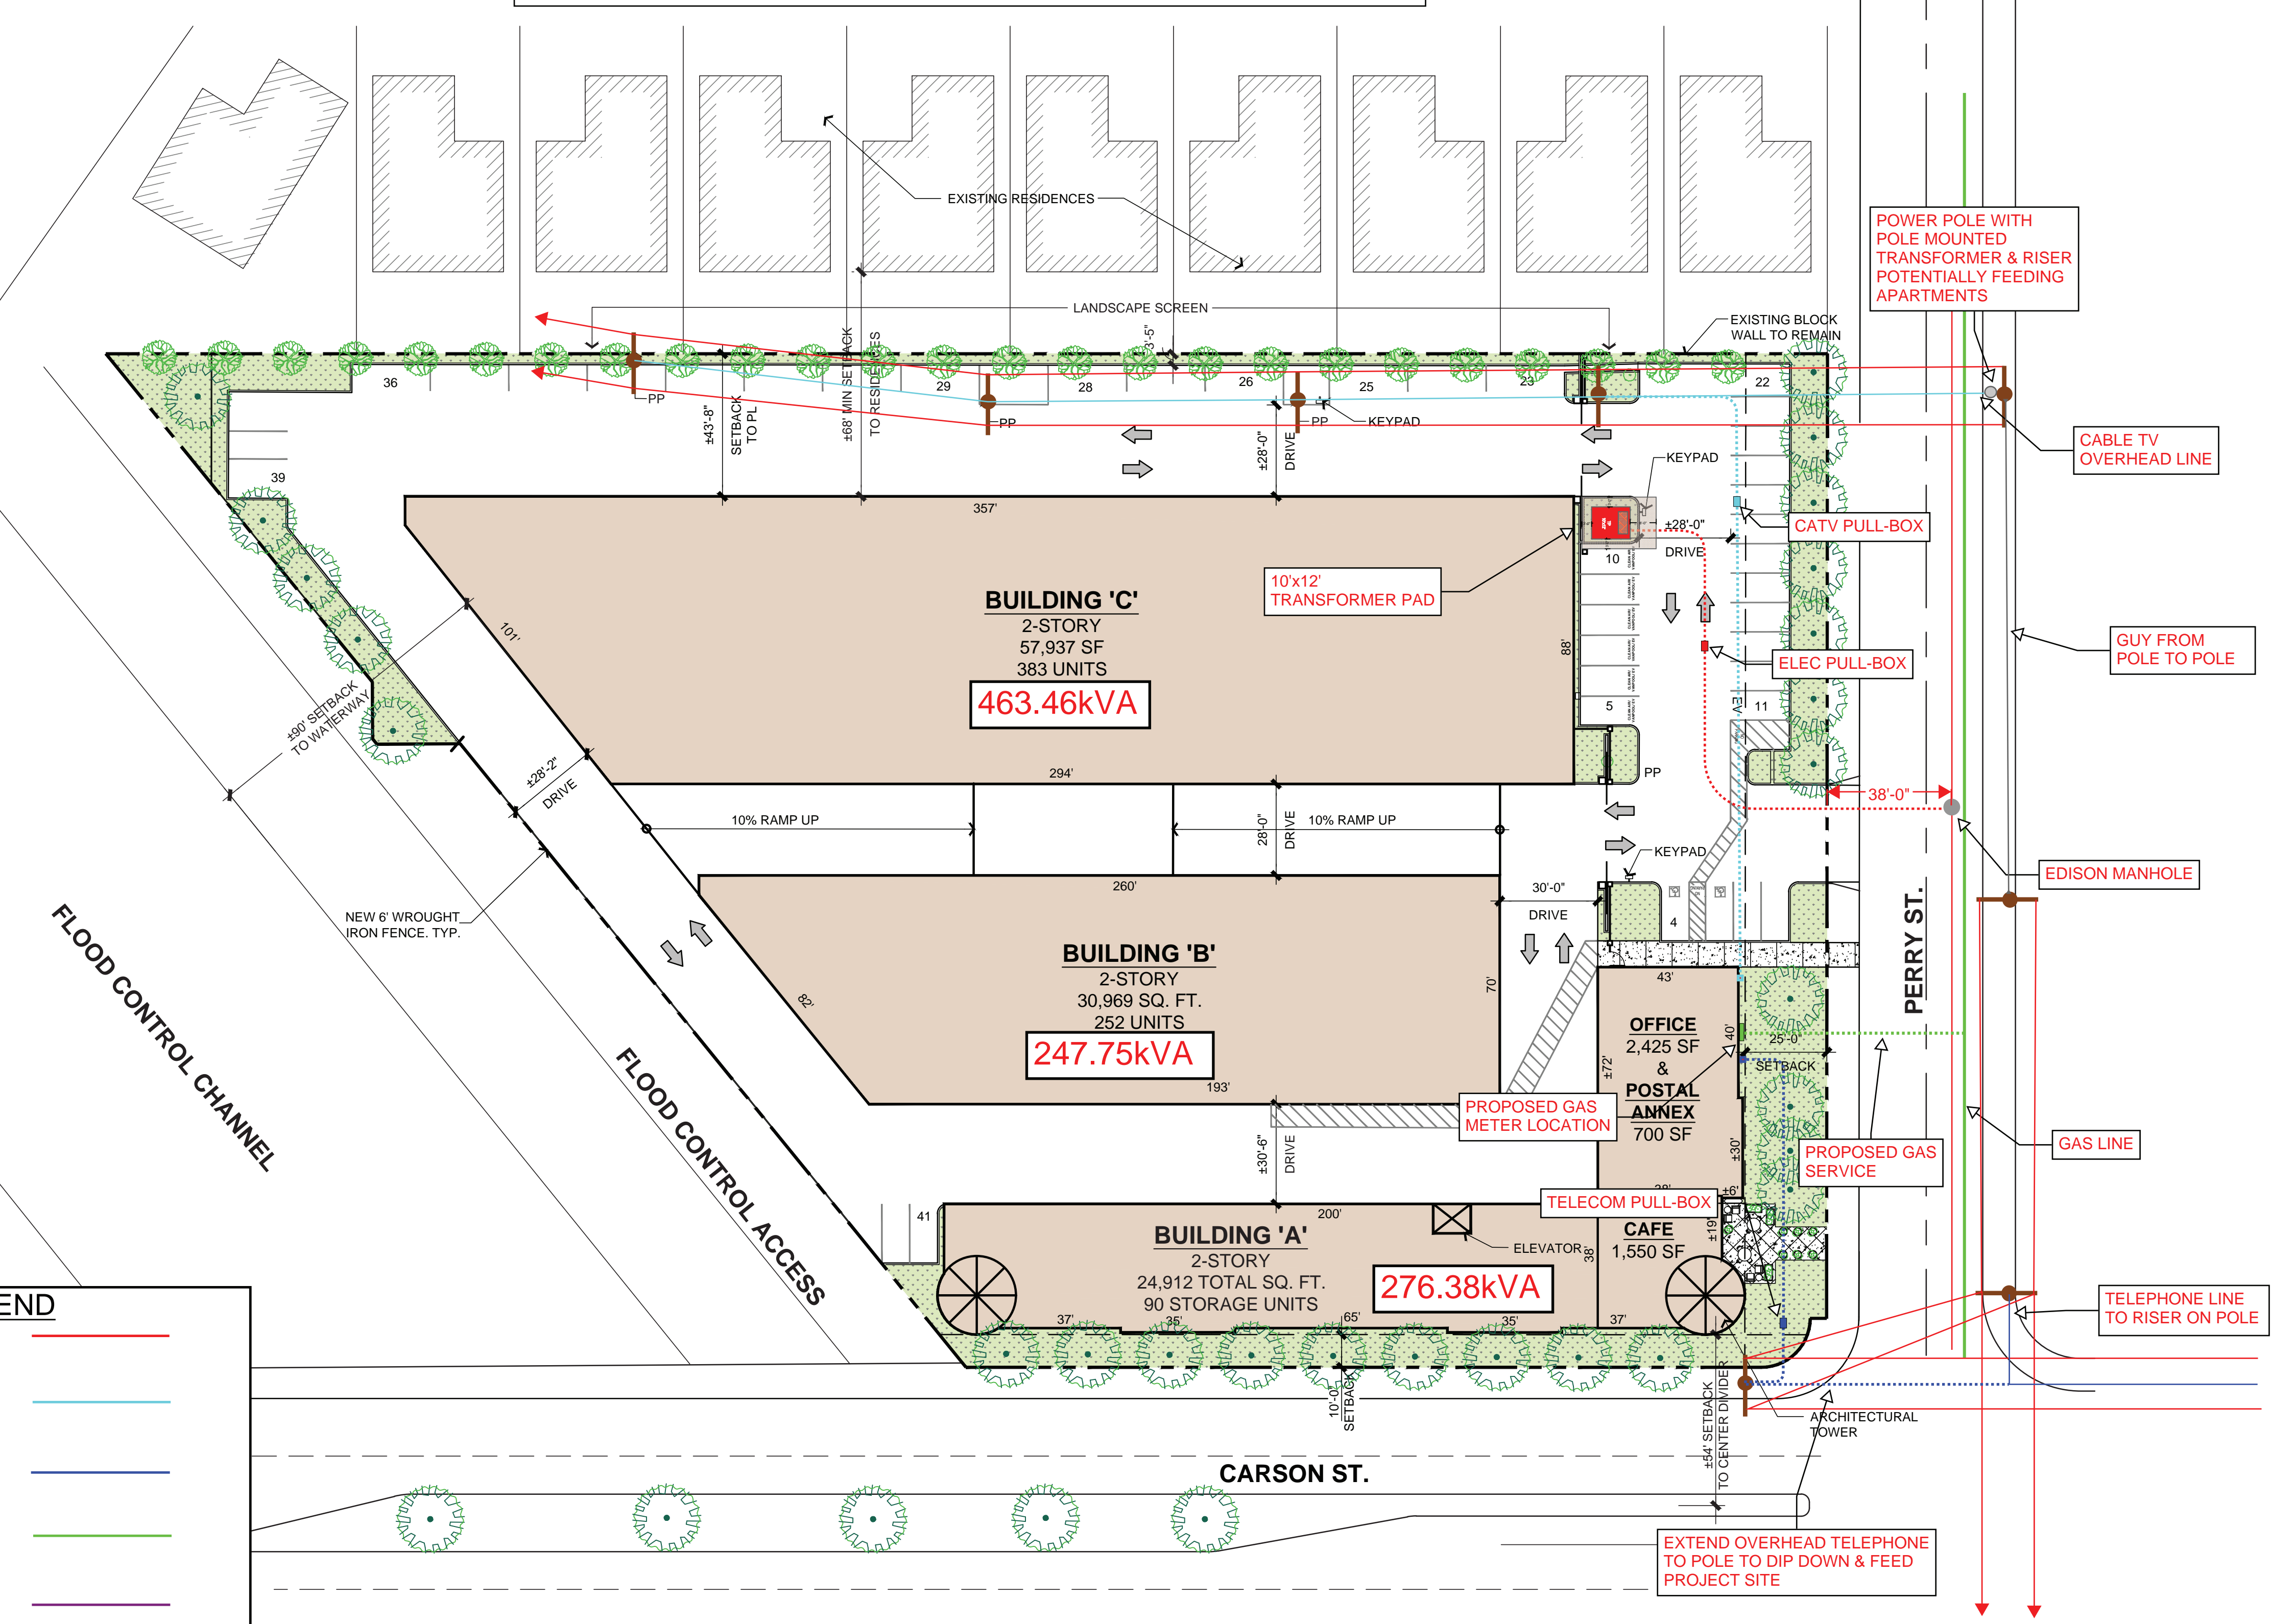 EXISTING RESIDENCES
POWER POLE WITH
POLE MOUNTED
TRANSFORMER & RISER
POTENTIALLY FEEDING
APARTMENTS
LANDSCAPE SCREEN
EXISTING BLOCK
WALL TO REMAIN
3'-5"
36
29
28
26
25
23
22
PP
PP
PP
KEYPAD
±43'-8"
SETBACK
TO PL
±68' MIN SETBACK
TO RESIDENCES
±28'-0"
DRIVE
CABLE TV
OVERHEAD LINE
39
KEYPAD
357'
±28'-0"
DRIVE
CATV PULL-BOX
10
10'x12'
TRANSFORMER PAD
BUILDING 'C'
2-STORY
57,937 SF
383 UNITS
463.46kVA
101'
88'
GUY FROM
POLE TO POLE
ELEC PULL-BOX
5
EV
11
±90' SETBACK
TO WATERWAY
±28'-2"
DRIVE
294'
PP
38'-0"
10% RAMP UP
28'-0"
DRIVE
10% RAMP UP
KEYPAD
EDISON MANHOLE
260'
30'-0"
DRIVE
4
NEW 6' WROUGHT
IRON FENCE. TYP.
PERRY ST.
FLOOD CONTROL CHANNEL
BUILDING 'B'
2-STORY
30,969 SQ. FT.
252 UNITS
247.75kVA
82'
70'
193'
43'
OFFICE
2,425 SF
&
POSTAL
ANNEX
700 SF
40'
±72'
±30'
25'-0"
SETBACK
PROPOSED GAS
METER LOCATION
PROPOSED GAS
SERVICE
GAS LINE
FLOOD CONTROL ACCESS
±30'-6"
DRIVE
TELECOM PULL-BOX
38'
±6'
41
200'
BUILDING 'A'
2-STORY
24,912 TOTAL SQ. FT.
90 STORAGE UNITS
ELEVATOR
276.38kVA
38'
CAFE
1,550 SF
±19'
END
37'
35'
65'
35'
37'
TELEPHONE LINE
TO RISER ON POLE
10'-0"
SETBACK
±54' SETBACK
TO CENTER DIVIDER
ARCHITECTURAL
TOWER
CARSON ST.
EXTEND OVERHEAD TELEPHONE
TO POLE TO DIP DOWN & FEED
PROJECT SITE